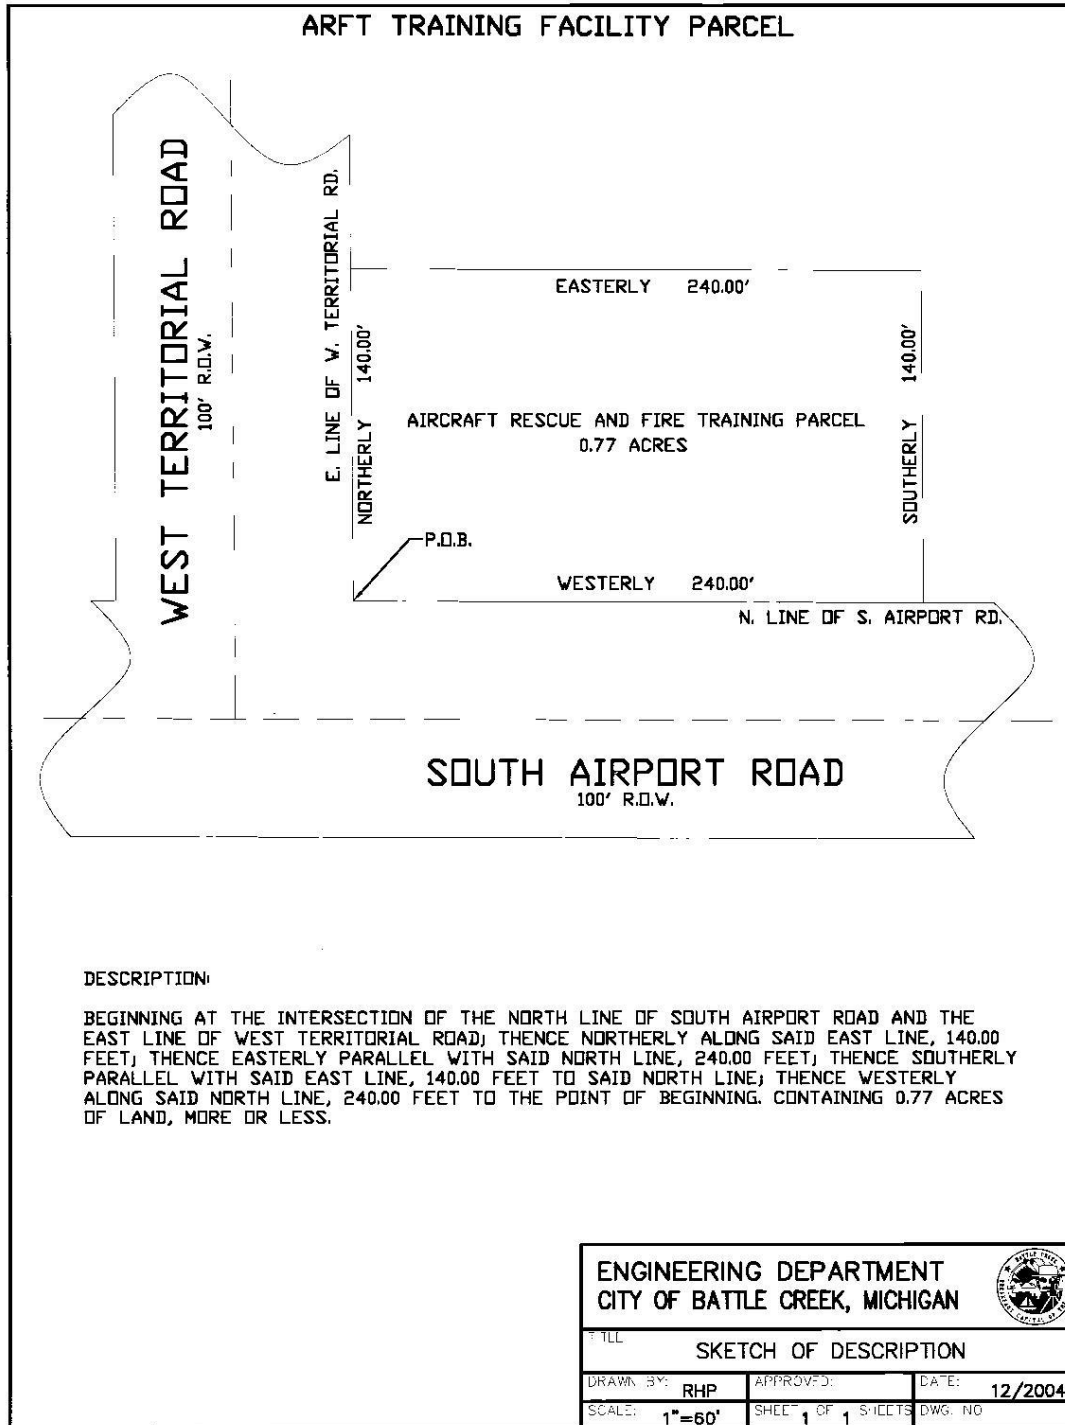 ARFT TRAINING FACILITY PARCEL
WEST TERRITORIAL ROAD
100' R.O.W.
E. LINE OF W. TERRITORIAL RD.
NORTHERLY 140.00'
EASTERLY 240.00'
SOUTHERLY 140.00'
AIRCRAFT RESCUE AND FIRE TRAINING PARCEL
0.77 ACRES
P.O.B.
WESTERLY 240.00'
N. LINE OF S. AIRPORT RD.
SOUTH AIRPORT ROAD
100' R.O.W.
DESCRIPTION:
BEGINNING AT THE INTERSECTION OF THE NORTH LINE OF SOUTH AIRPORT ROAD AND THE
EAST LINE OF WEST TERRITORIAL ROAD; THENCE NORTHERLY ALONG SAID EAST LINE, 140.00
FEET; THENCE EASTERLY PARALLEL WITH SAID NORTH LINE, 240.00 FEET; THENCE SOUTHERLY
PARALLEL WITH SAID EAST LINE, 140.00 FEET TO SAID NORTH LINE; THENCE WESTERLY
ALONG SAID NORTH LINE, 240.00 FEET TO THE POINT OF BEGINNING. CONTAINING 0.77 ACRES
OF LAND, MORE OR LESS.
ENGINEERING DEPARTMENT
CITY OF BATTLE CREEK, MICHIGAN
TITLE
SKETCH OF DESCRIPTION
DRAWN BY: RHP
APPROVED:
DATE: 12/2004
SCALE: 1"=60'
SHEET 1 OF 1 SHEETS
DWG. NO